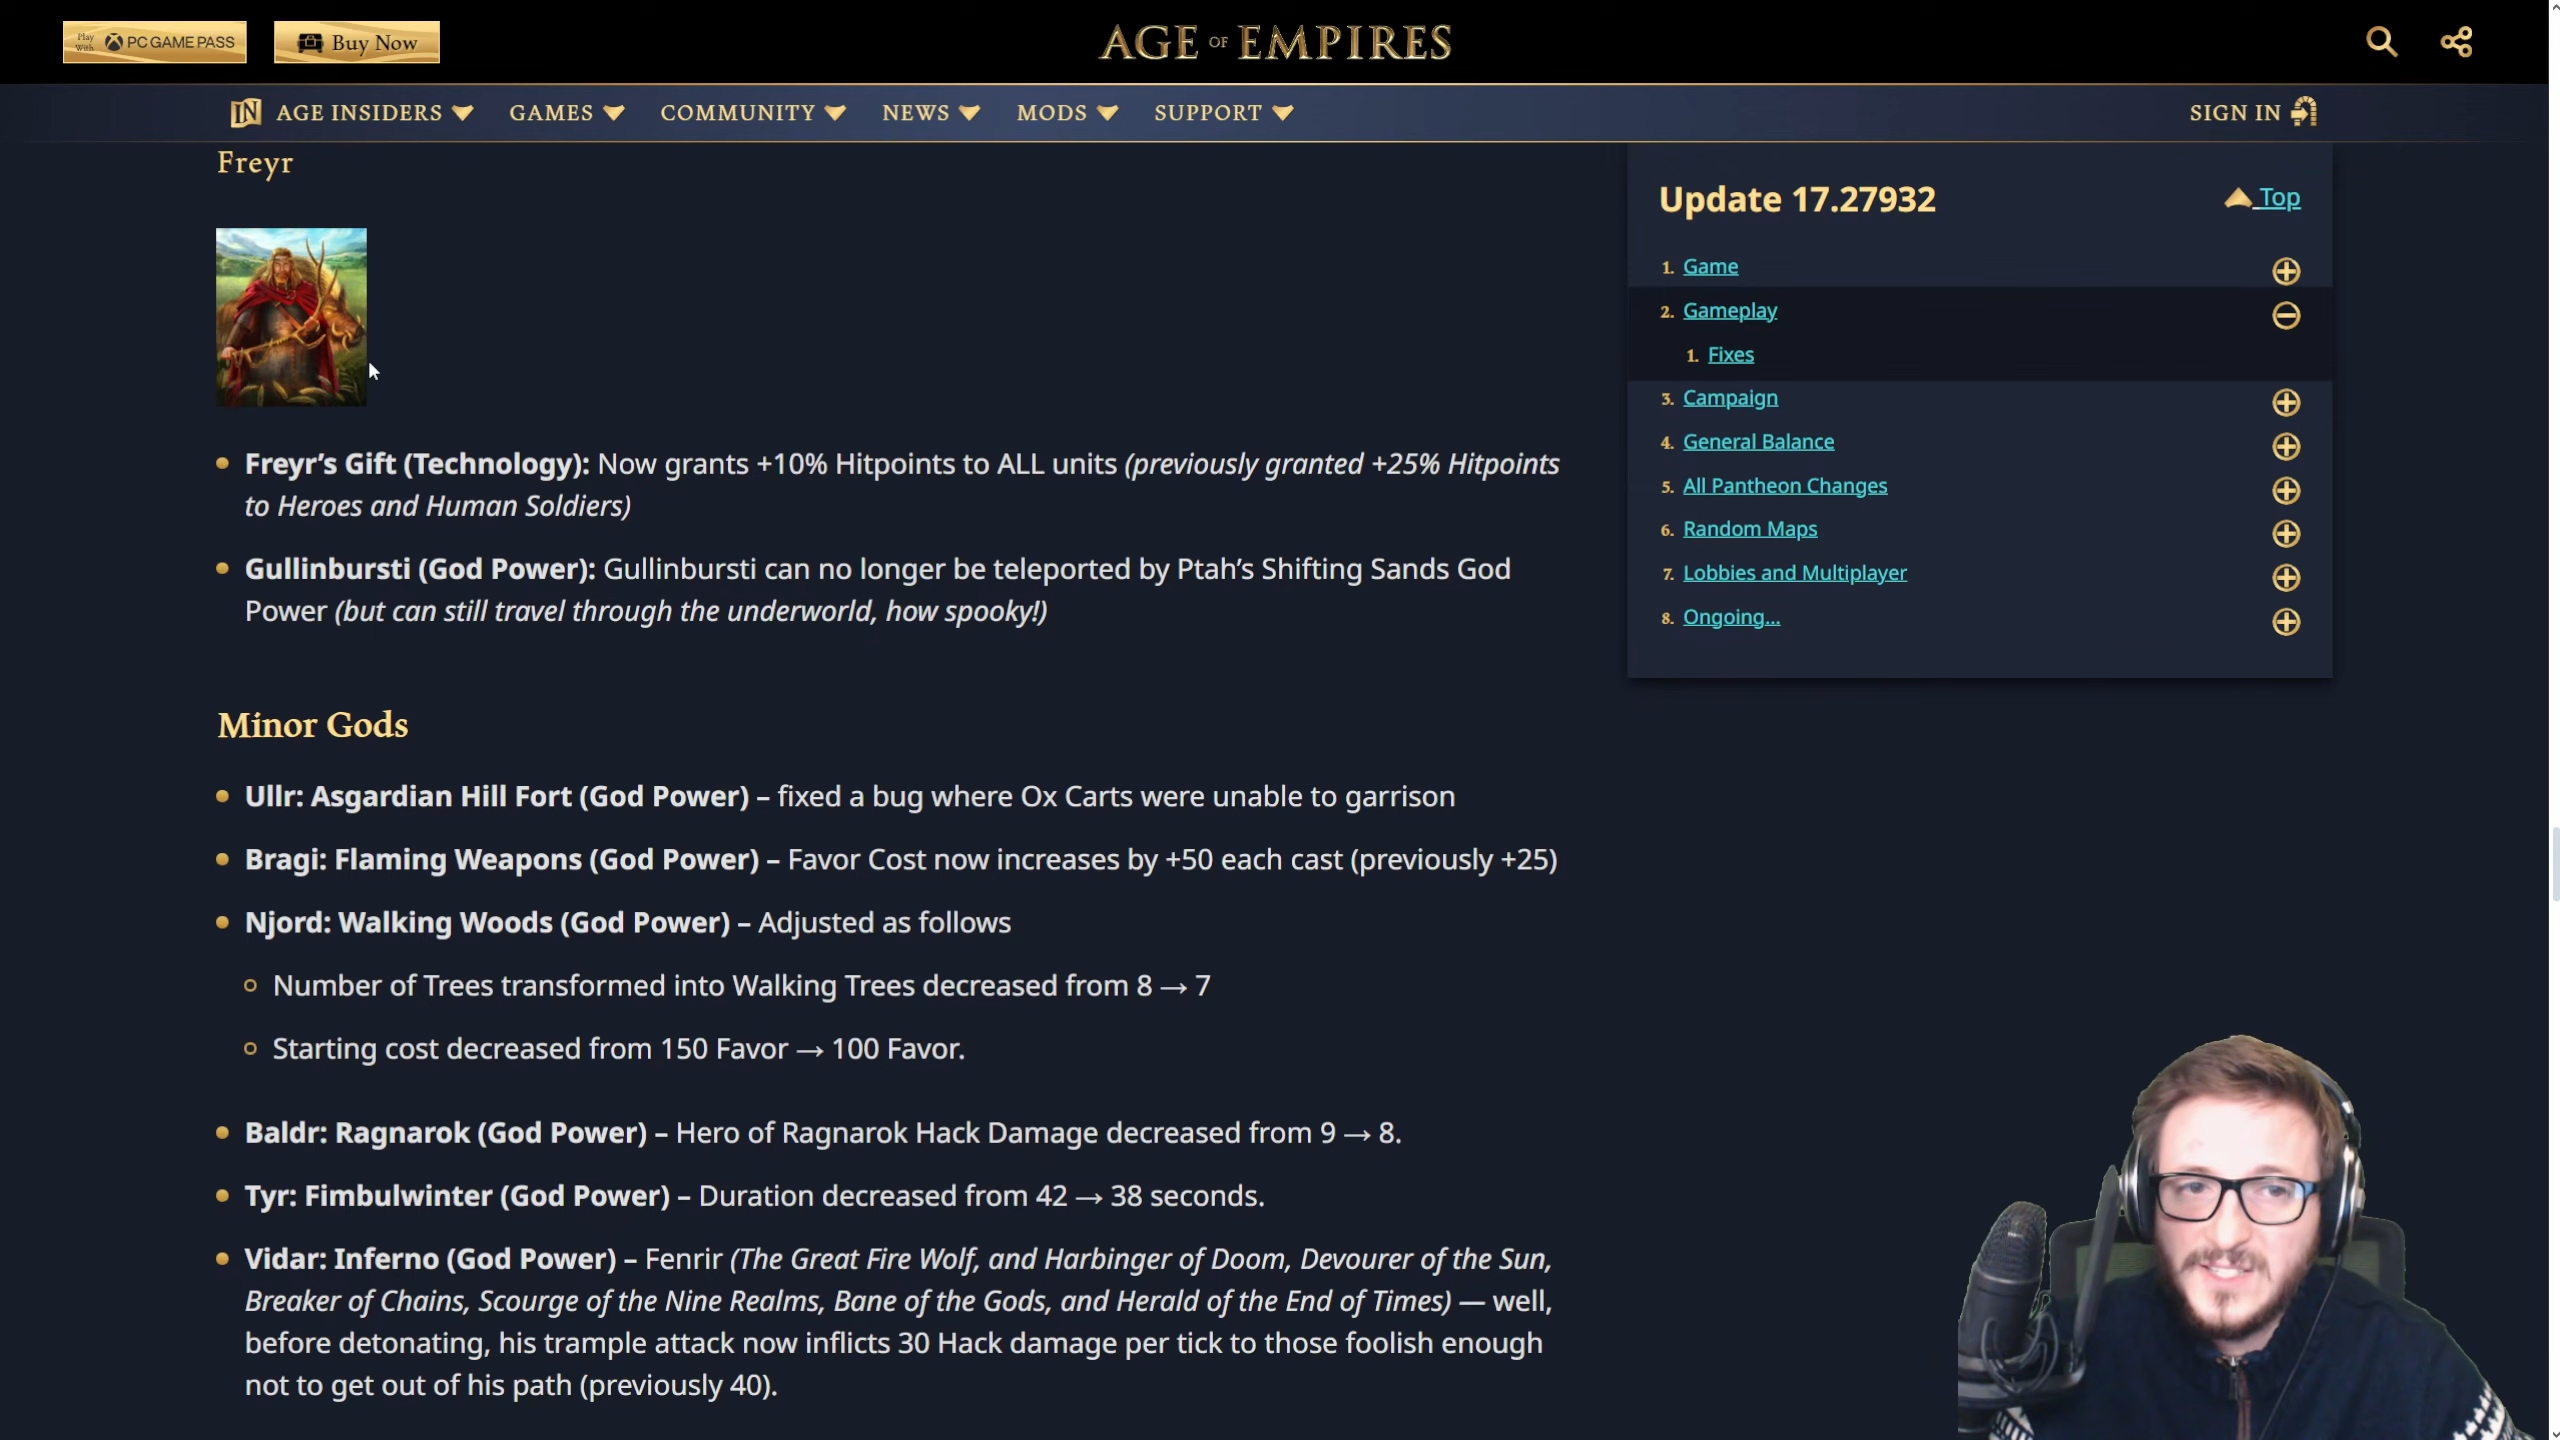 Play With PC GAME PASS
Buy Now
AGE OF EMPIRES
IN AGE INSIDERS
GAMES
COMMUNITY
NEWS
MODS
SUPPORT
SIGN IN
Freyr
Freyr’s Gift (Technology): Now grants +10% Hitpoints to ALL units (previously granted +25% Hitpoints
to Heroes and Human Soldiers)
Gullinbursti (God Power): Gullinbursti can no longer be teleported by Ptah’s Shifting Sands God
Power (but can still travel through the underworld, how spooky!)
Minor Gods
Ullr: Asgardian Hill Fort (God Power) – fixed a bug where Ox Carts were unable to garrison
Bragi: Flaming Weapons (God Power) – Favor Cost now increases by +50 each cast (previously +25)
Njord: Walking Woods (God Power) – Adjusted as follows
Number of Trees transformed into Walking Trees decreased from 8 → 7
Starting cost decreased from 150 Favor → 100 Favor.
Baldr: Ragnarok (God Power) – Hero of Ragnarok Hack Damage decreased from 9 → 8.
Tyr: Fimbulwinter (God Power) – Duration decreased from 42 → 38 seconds.
Vidar: Inferno (God Power) – Fenrir (The Great Fire Wolf, and Harbinger of Doom, Devourer of the Sun,
Breaker of Chains, Scourge of the Nine Realms, Bane of the Gods, and Herald of the End of Times) — well,
before detonating, his trample attack now inflicts 30 Hack damage per tick to those foolish enough
not to get out of his path (previously 40).
Update 17.27932
Top
1. Game
2. Gameplay
1. Fixes
3. Campaign
4. General Balance
5. All Pantheon Changes
6. Random Maps
7. Lobbies and Multiplayer
8. Ongoing...